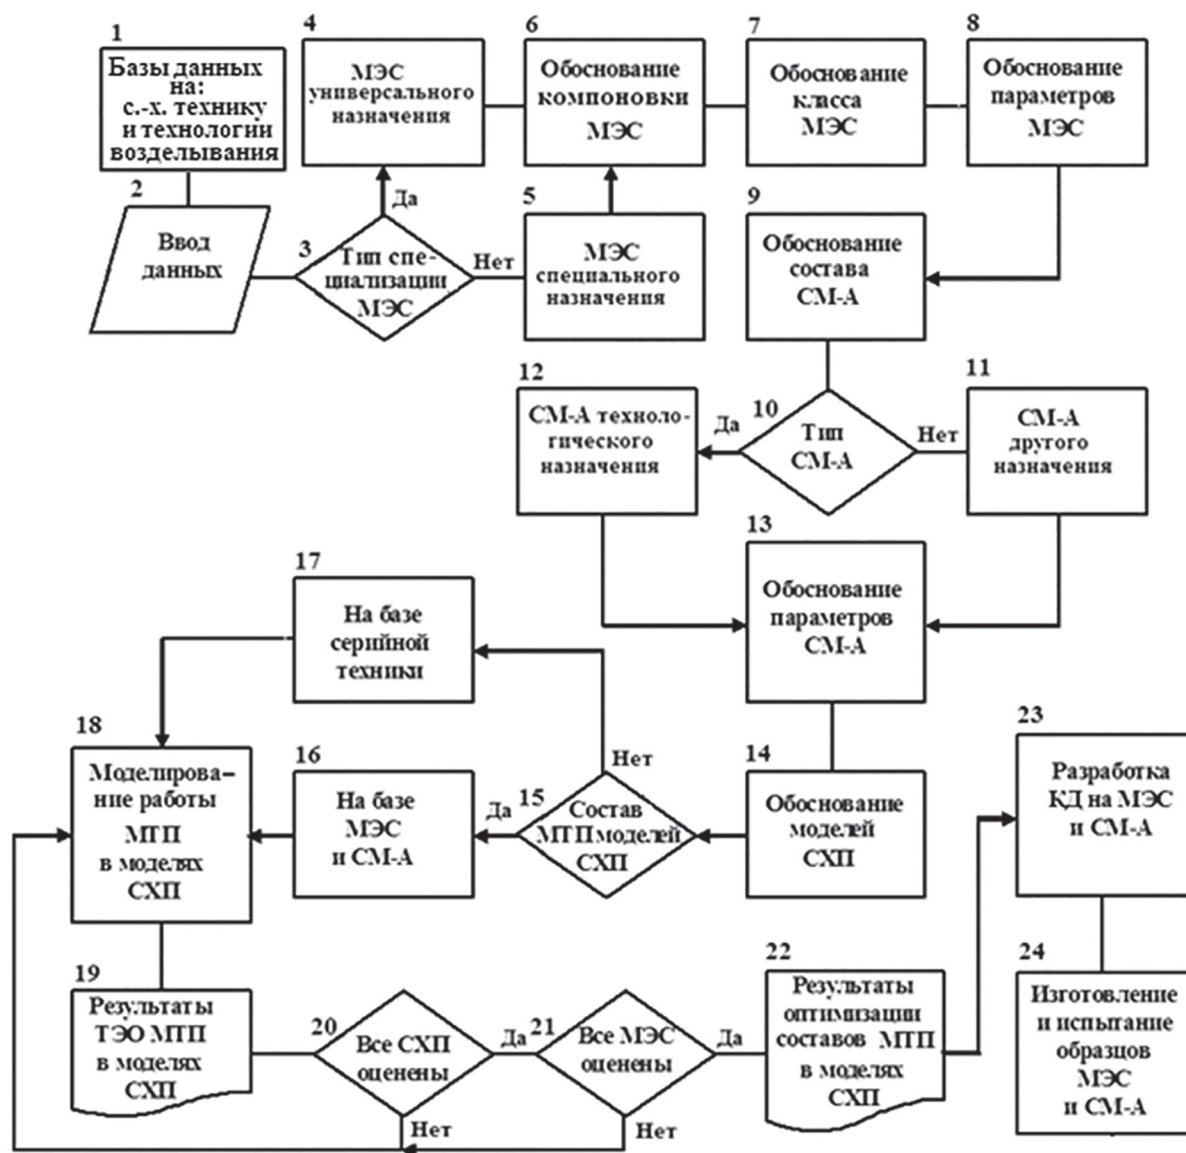 1
Базы данных
на:
с.-х. технику
и технологии
возделывания
2
Ввод
данных
3
Тип спе-
циализации
МЭС
Да
Нет
4
МЭС
универсального
назначения
5
МЭС
специального
назначения
6
Обоснование
компоновки
МЭС
7
Обоснование
класса
МЭС
8
Обоснование
параметров
МЭС
9
Обоснование
состава
СМ-А
10
Тип
СМ-А
Да
Нет
11
СМ-А
другого
назначения
12
СМ-А техноло-
гического
назначения
13
Обоснование
параметров
СМ-А
14
Обоснование
моделей
СХП
15
Состав
МТП моделей
СХП
Да
Нет
16
На базе
МЭС
и СМ-А
17
На базе
серийной
техники
18
Моделирова-
ние работы
МТП
в моделях
СХП
19
Результаты
ТЭО МТП
в моделях
СХП
20
Все СХП
оценены
Да
Нет
21
Все МЭС
оценены
Да
Нет
22
Результаты
оптимизации
составов МТП
в моделях
СХП
23
Разработка
КД на МЭС
и СМ-А
24
Изготовление
и испытание
образцов
МЭС
и СМ-А